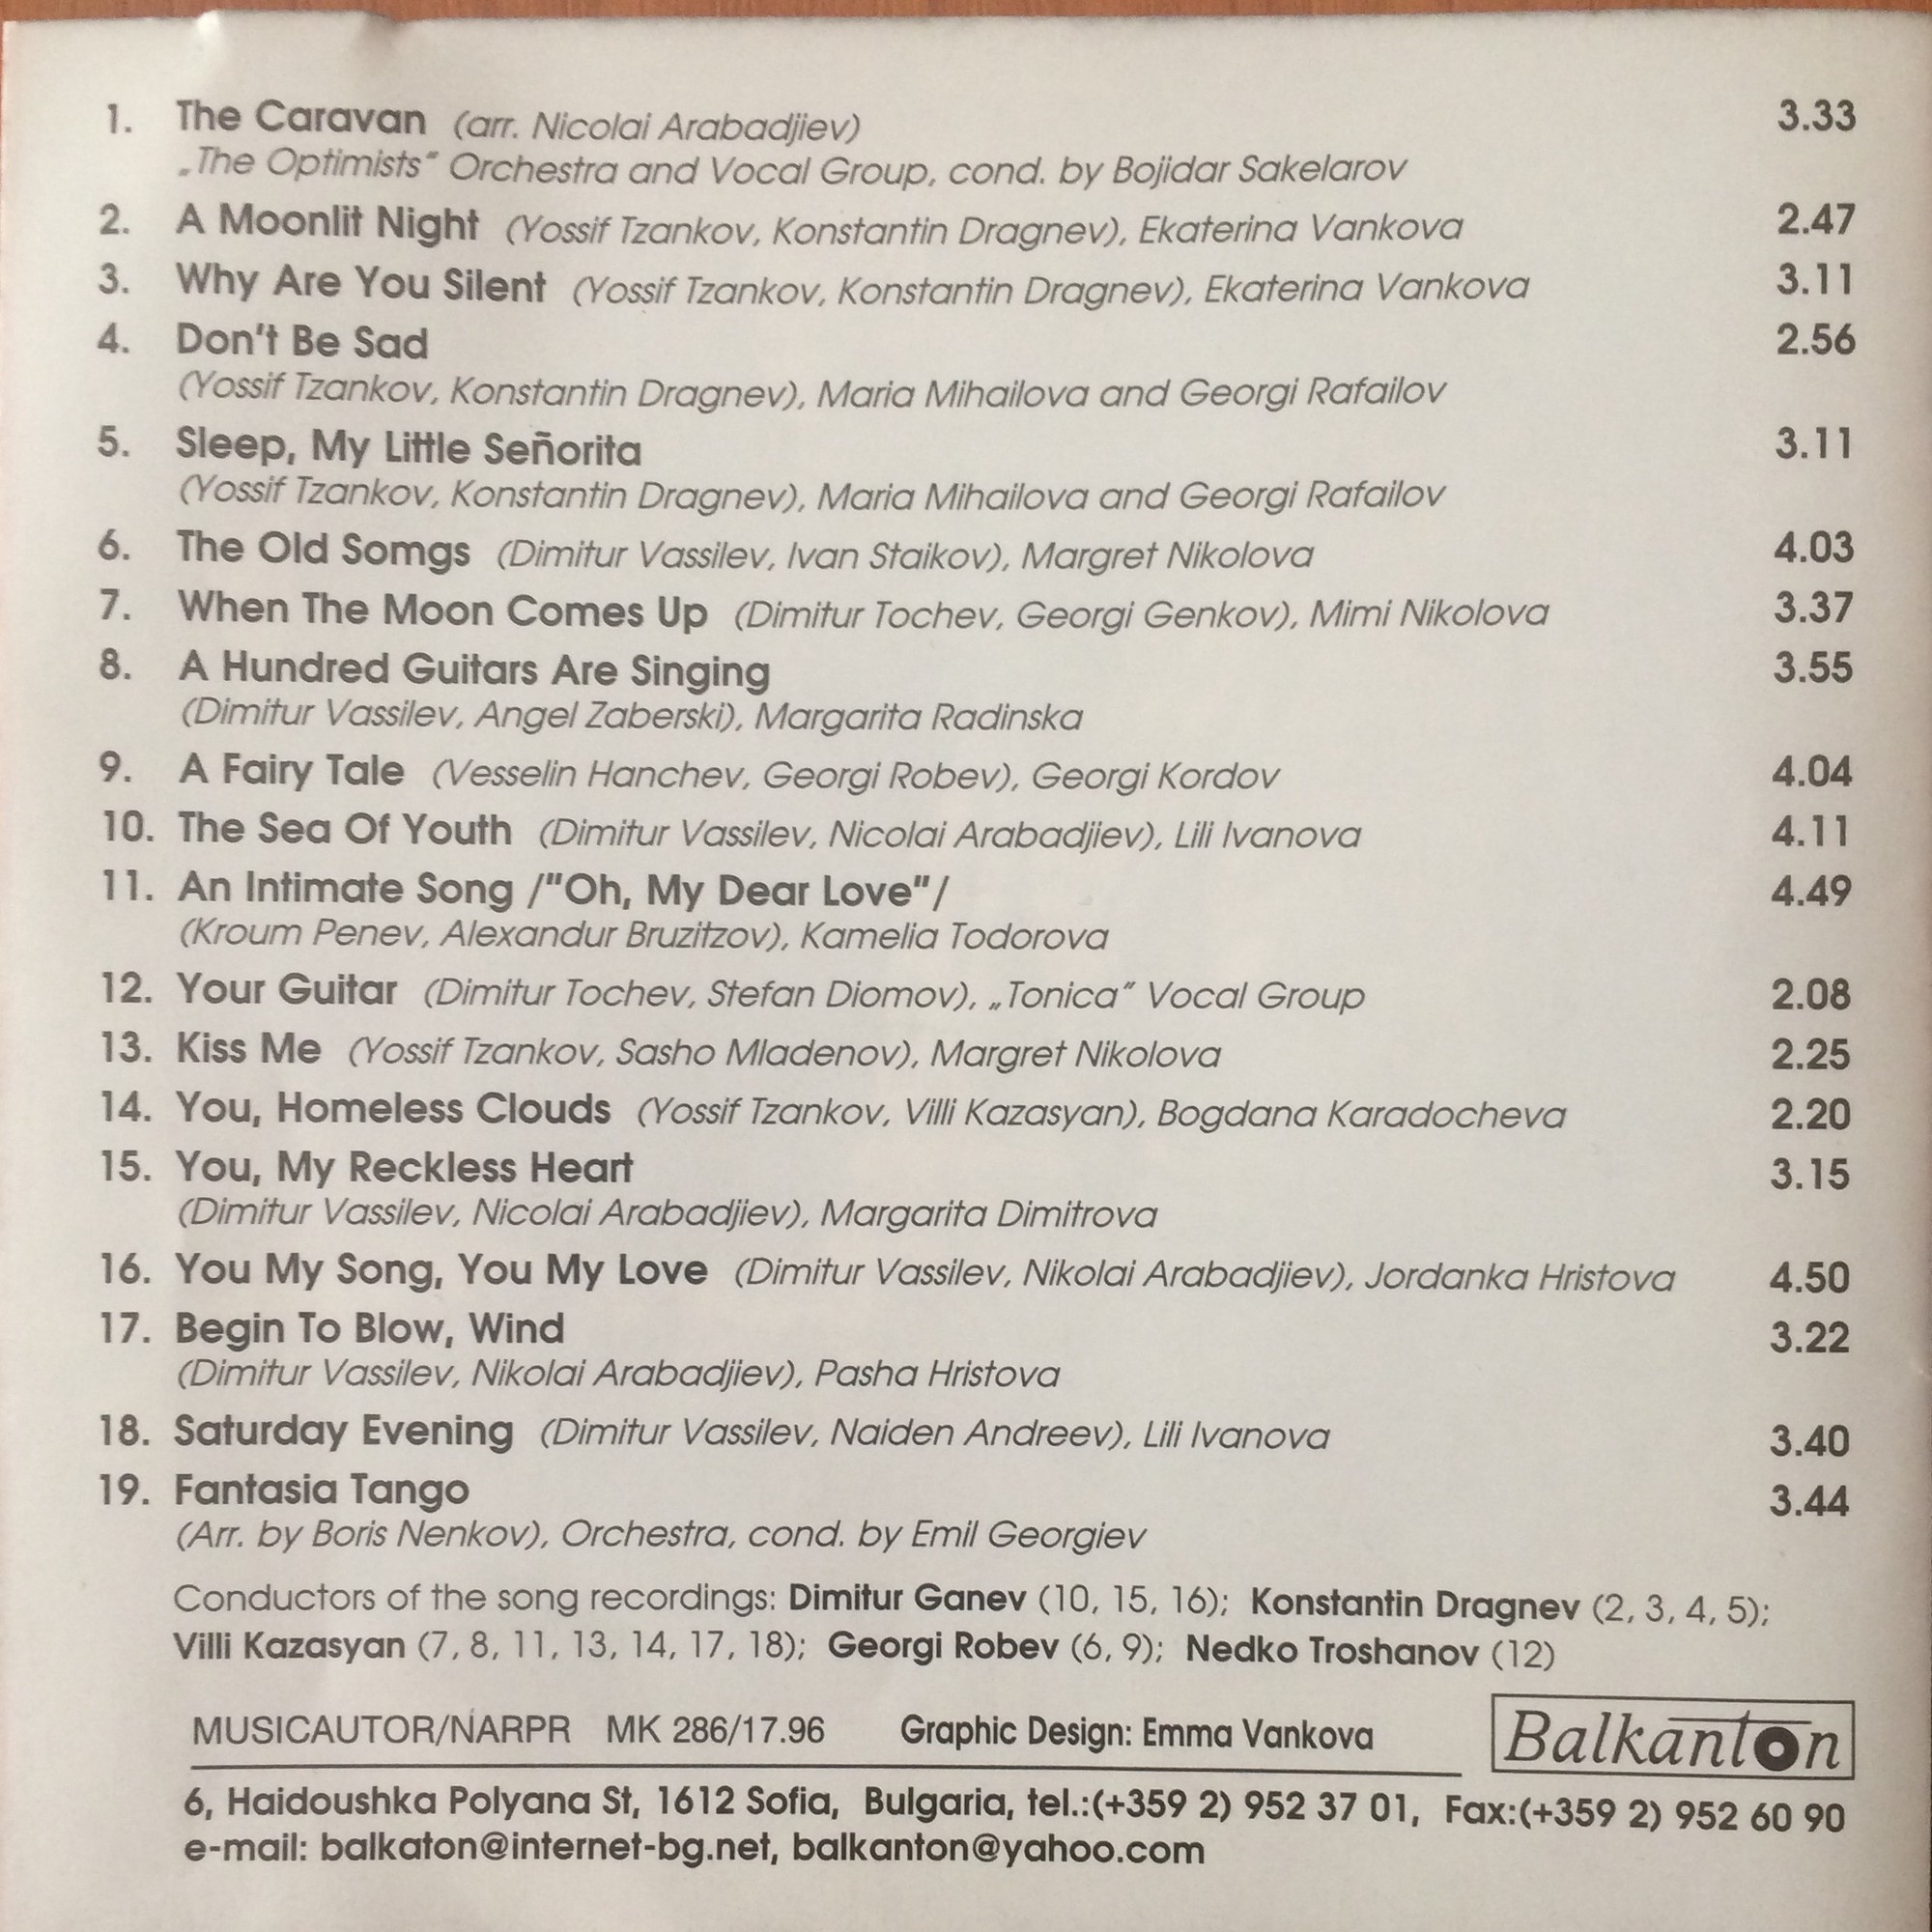 1. The Caravan (arr. Nicolai Arabadjiev) 3.33
„The Optimists" Orchestra and Vocal Group, cond. by Bojidar Sakelarov
2. A Moonlit Night (Yossif Tzankov, Konstantin Dragnev), Ekaterina Vankova 2.47
3. Why Are You Silent (Yossif Tzankov, Konstantin Dragnev), Ekaterina Vankova 3.11
4. Don't Be Sad 2.56
(Yossif Tzankov, Konstantin Dragnev), Maria Mihailova and Georgi Rafailov
5. Sleep, My Little Señorita 3.11
(Yossif Tzankov, Konstantin Dragnev), Maria Mihailova and Georgi Rafailov
6. The Old Somgs (Dimitur Vassilev, Ivan Staikov), Margret Nikolova 4.03
7. When The Moon Comes Up (Dimitur Tochev, Georgi Genkov), Mimi Nikolova 3.37
8. A Hundred Guitars Are Singing 3.55
(Dimitur Vassilev, Angel Zaberski), Margarita Radinska
9. A Fairy Tale (Vesselin Hanchev, Georgi Robev), Georgi Kordov 4.04
10. The Sea Of Youth (Dimitur Vassilev, Nicolai Arabadjiev), Lili Ivanova 4.11
11. An Intimate Song /"Oh, My Dear Love"/ 4.49
(Kroum Penev, Alexandur Bruzitzov), Kamelia Todorova
12. Your Guitar (Dimitur Tochev, Stefan Diomov), „Tonica" Vocal Group 2.08
13. Kiss Me (Yossif Tzankov, Sasho Mladenov), Margret Nikolova 2.25
14. You, Homeless Clouds (Yossif Tzankov, Villi Kazasyan), Bogdana Karadocheva 2.20
15. You, My Reckless Heart 3.15
(Dimitur Vassilev, Nicolai Arabadjiev), Margarita Dimitrova
16. You My Song, You My Love (Dimitur Vassilev, Nikolai Arabadjiev), Jordanka Hristova 4.50
17. Begin To Blow, Wind 3.22
(Dimitur Vassilev, Nikolai Arabadjiev), Pasha Hristova
18. Saturday Evening (Dimitur Vassilev, Naiden Andreev), Lili Ivanova 3.40
19. Fantasia Tango 3.44
(Arr. by Boris Nenkov), Orchestra, cond. by Emil Georgiev
Conductors of the song recordings: Dimitur Ganev (10, 15, 16); Konstantin Dragnev (2, 3, 4, 5);
Villi Kazasyan (7, 8, 11, 13, 14, 17, 18); Georgi Robev (6, 9); Nedko Troshanov (12)
MUSICAUTOR/NARPR MK 286/17.96 Graphic Design: Emma Vankova Balkanton
6, Haidoushka Polyana St, 1612 Sofia, Bulgaria, tel.:(+359 2) 952 37 01, Fax:(+359 2) 952 60 90
e-mail: balkaton@internet-bg.net, balkanton@yahoo.com